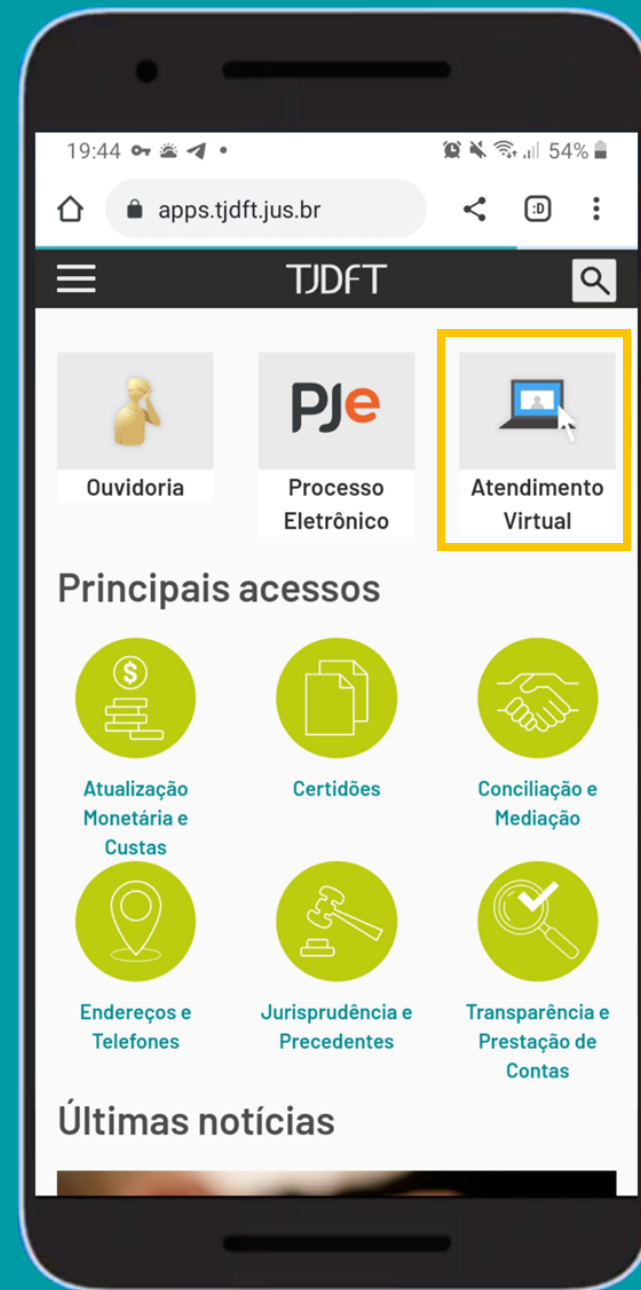 19:44 54%
apps.tjdft.jus.br :D
TJDFT
PJe
Ouvidoria
Processo
Eletrônico
Atendimento
Virtual
Principais acessos
$
Atualização
Monetária e
Custas
Certidões
Conciliação e
Mediação
Endereços e
Telefones
Jurisprudência e
Precedentes
Transparência e
Prestação de
Contas
Últimas notícias